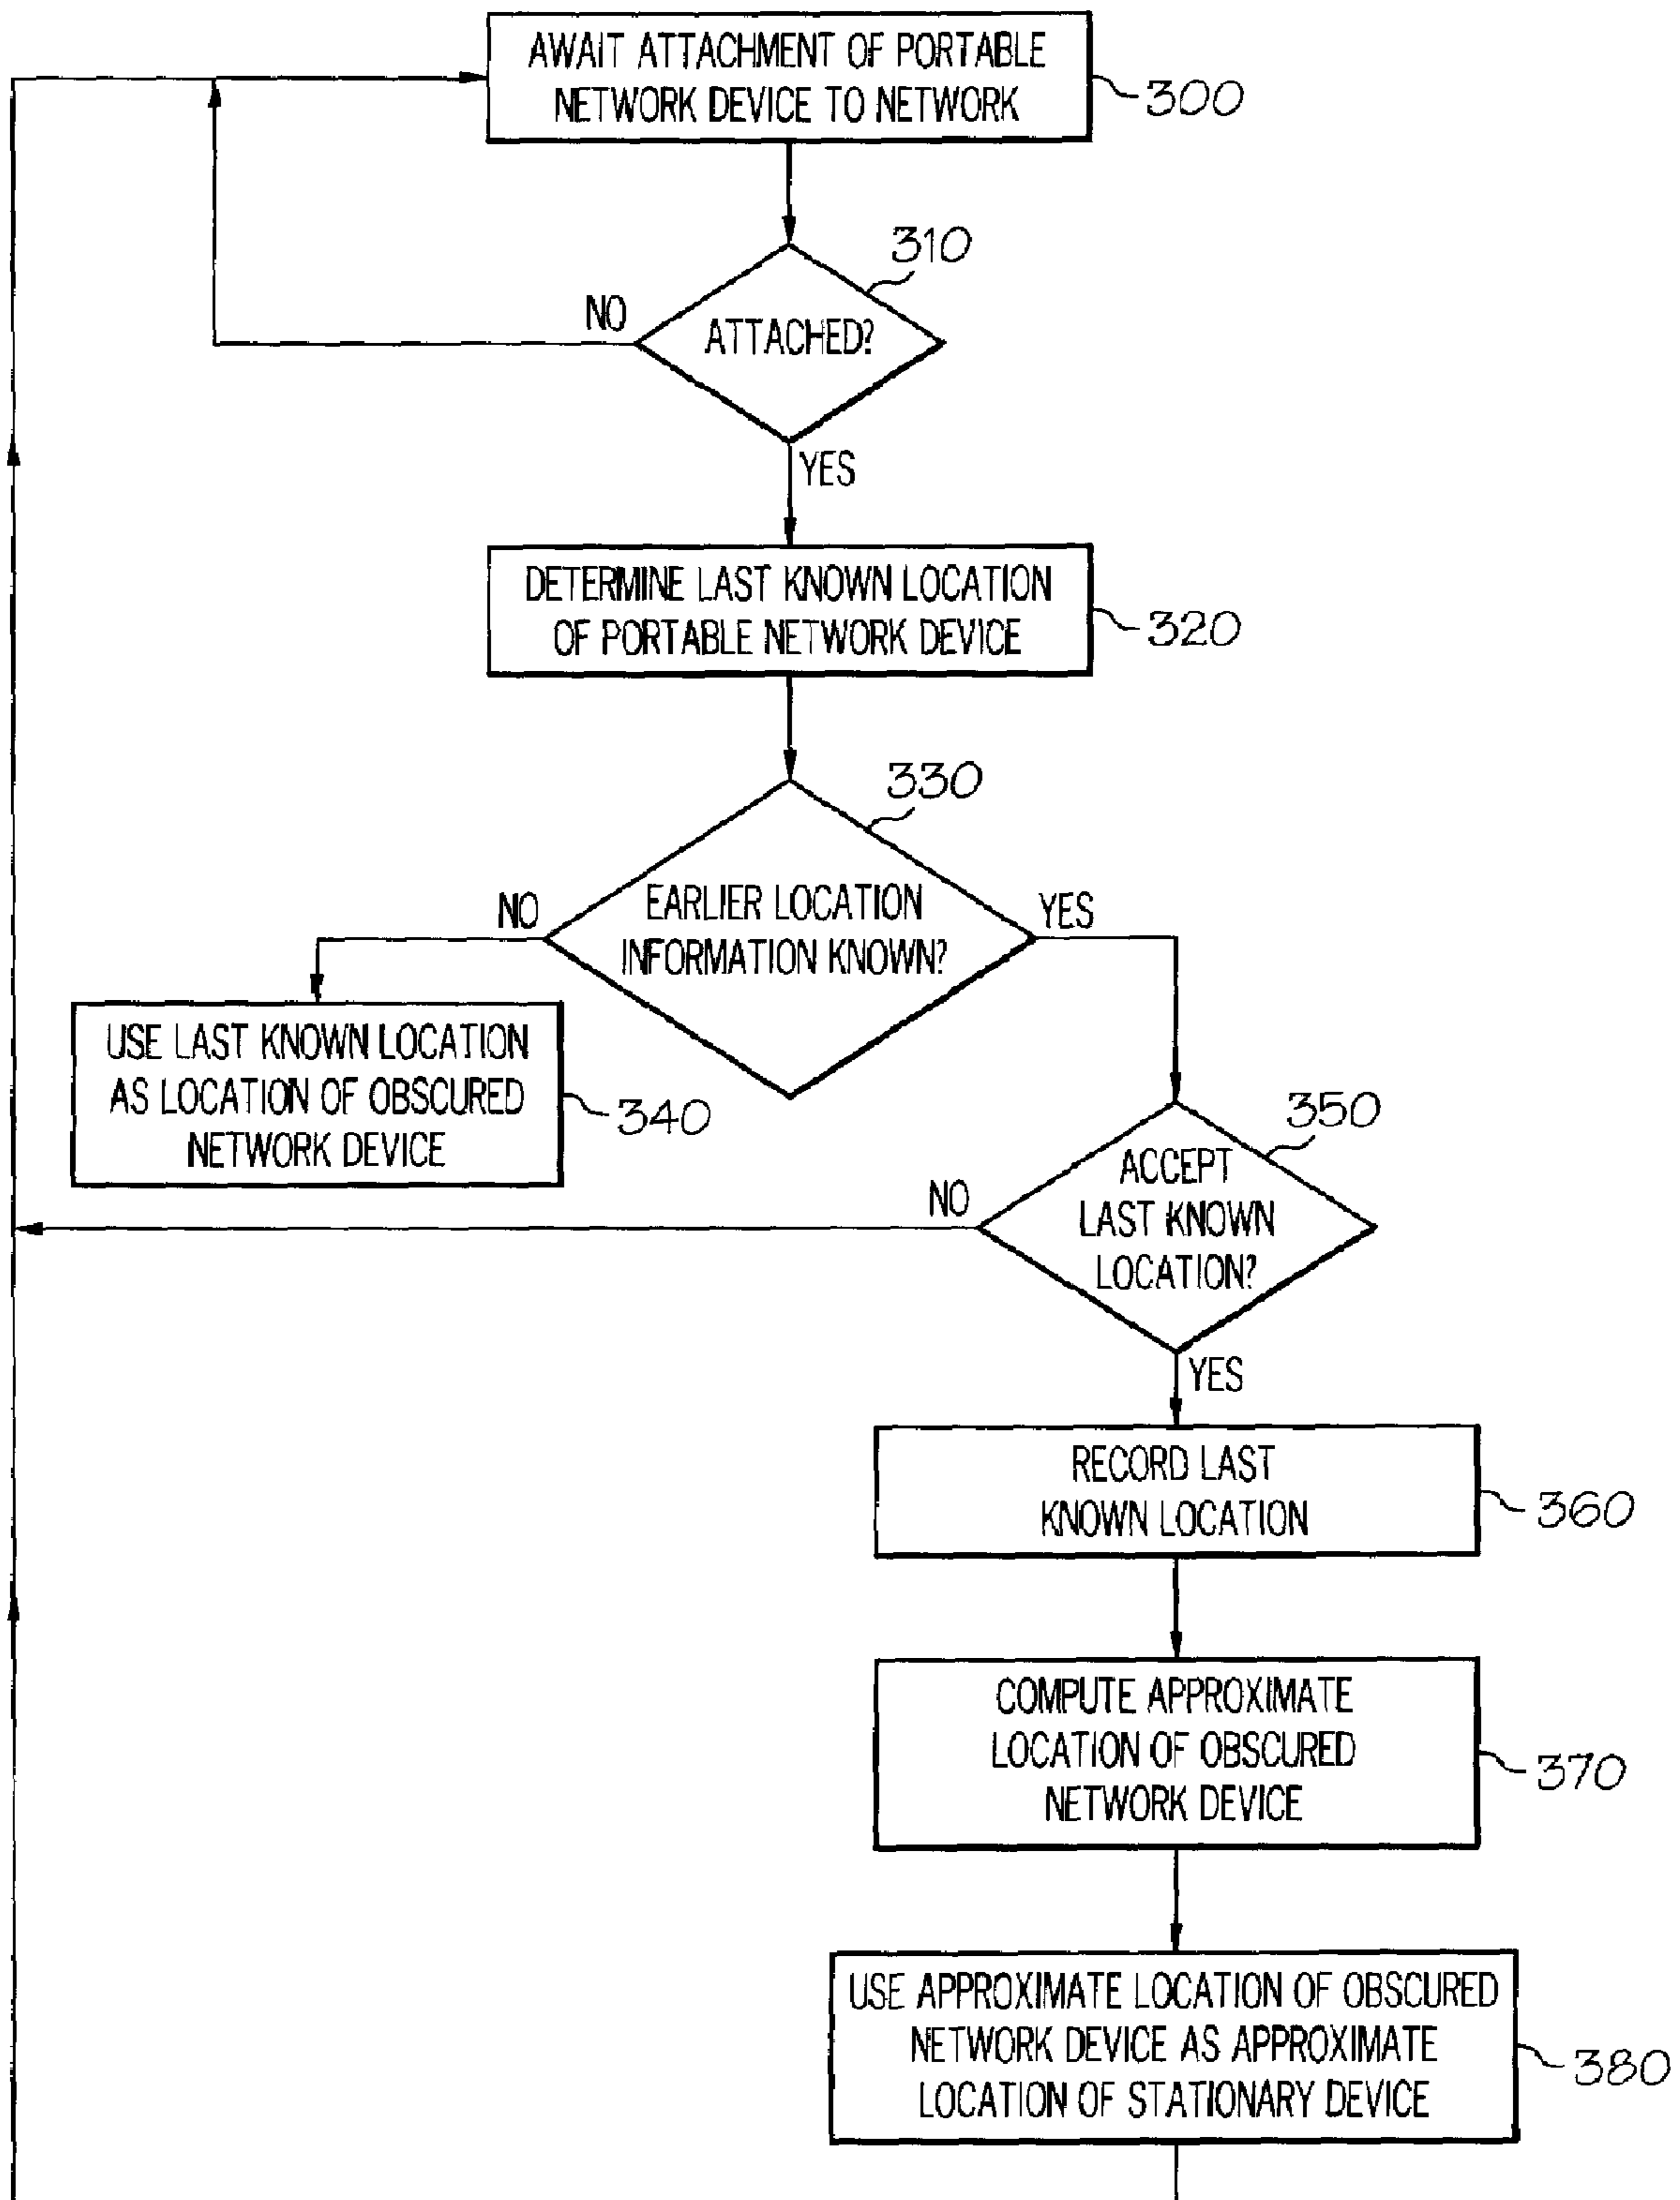 AWAIT ATTACHMENT OF PORTABLE
NETWORK DEVICE TO NETWORK
300
310
NO
ATTACHED?
YES
DETERMINE LAST KNOWN LOCATION
OF PORTABLE NETWORK DEVICE
320
330
NO
EARLIER LOCATION
INFORMATION KNOWN?
YES
USE LAST KNOWN LOCATION
AS LOCATION OF OBSCURED
NETWORK DEVICE
340
350
NO
ACCEPT
LAST KNOWN
LOCATION?
YES
RECORD LAST
KNOWN LOCATION
360
COMPUTE APPROXIMATE
LOCATION OF OBSCURED
NETWORK DEVICE
370
USE APPROXIMATE LOCATION OF OBSCURED
NETWORK DEVICE AS APPROXIMATE
LOCATION OF STATIONARY DEVICE
380